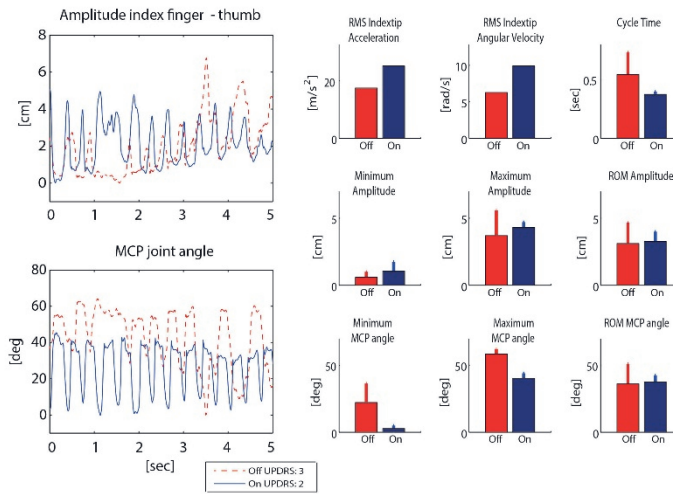 Amplitude index finger - thumb
8
6
4
2
0
[cm]
0 1 2 3 4 5
MCP joint angle
80
60
40
20
0
[deg]
0 1 2 3 4 5
[sec]
Off UPDRS: 3
On UPDRS: 2
RMS Indextip
Acceleration
[m/s²]
20
0
Off On
RMS Indextip
Angular Velocity
[rad/s]
10
5
0
Off On
Cycle Time
[sec]
0.5
0
Off On
Minimum
Amplitude
[cm]
5
0
Off On
Maximum
Amplitude
[cm]
5
0
Off On
ROM Amplitude
[cm]
5
0
Off On
Minimum
MCP angle
[deg]
50
0
Off On
Maximum
MCP angle
[deg]
50
0
Off On
ROM MCP angle
[deg]
50
0
Off On